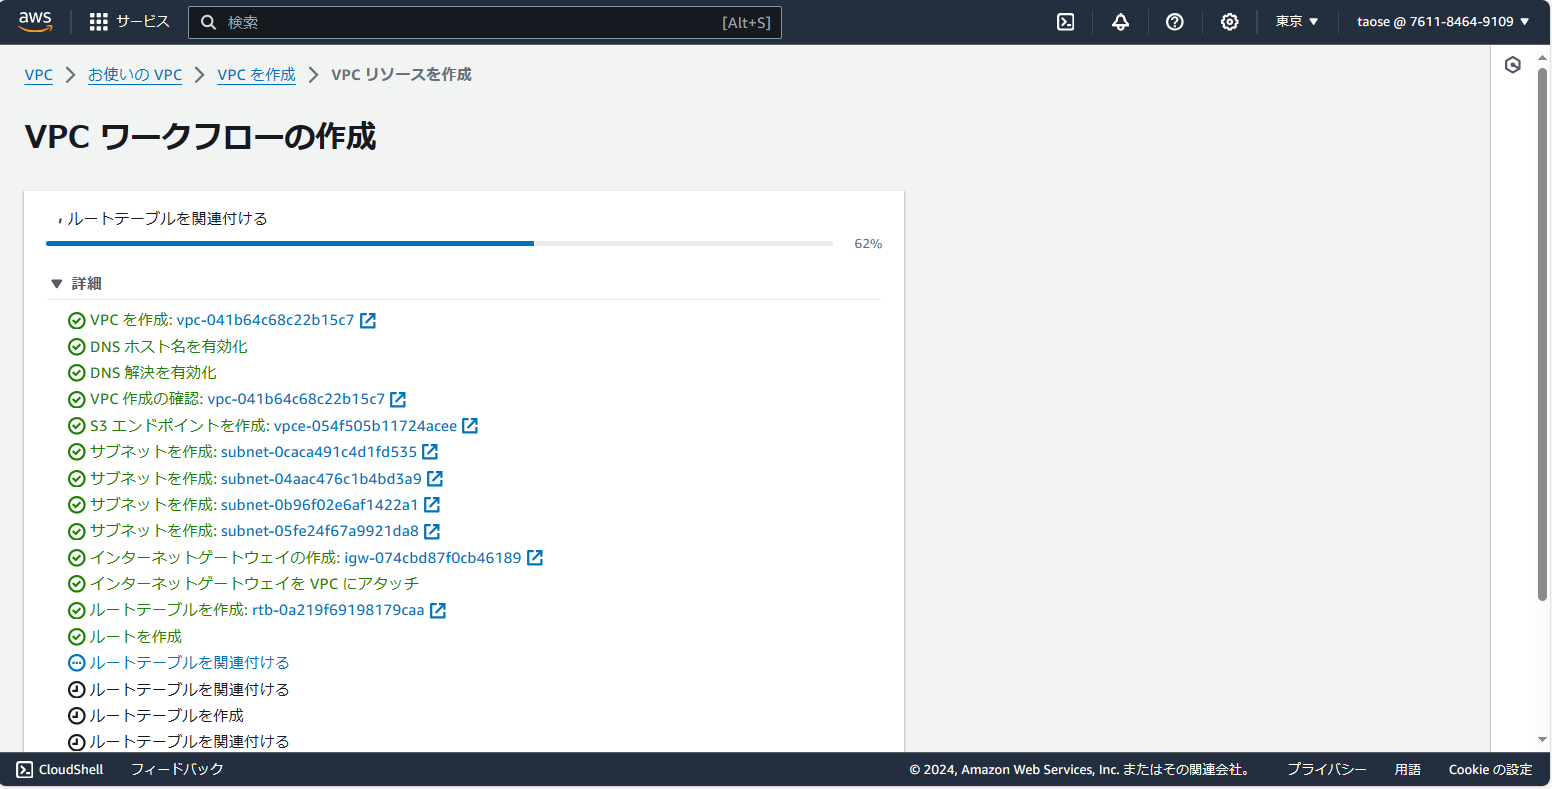 aws サービス 検索 [Alt+S] 東京 ▼ taose @ 7611-8464-9109 ▼
VPC > お使いの VPC > VPC を作成 > VPC リソースを作成
VPC ワークフローの作成
ルートテーブルを関連付ける
62%
▼ 詳細
VPC を作成: vpc-041b64c68c22b15c7
DNS ホスト名を有効化
DNS 解決を有効化
VPC 作成の確認: vpc-041b64c68c22b15c7
S3 エンドポイントを作成: vpce-054f505b11724acee
サブネットを作成: subnet-0caca491c4d1fd535
サブネットを作成: subnet-04aac476c1b4bd3a9
サブネットを作成: subnet-0b96f02e6af1422a1
サブネットを作成: subnet-05fe24f67a9921da8
インターネットゲートウェイの作成: igw-074cbd87f0cb46189
インターネットゲートウェイを VPC にアタッチ
ルートテーブルを作成: rtb-0a219f69198179caa
ルートを作成
ルートテーブルを関連付ける
ルートテーブルを関連付ける
ルートテーブルを作成
ルートテーブルを関連付ける
CloudShell フィードバック © 2024, Amazon Web Services, Inc. またはその関連会社。 プライバシー 用語 Cookie の設定